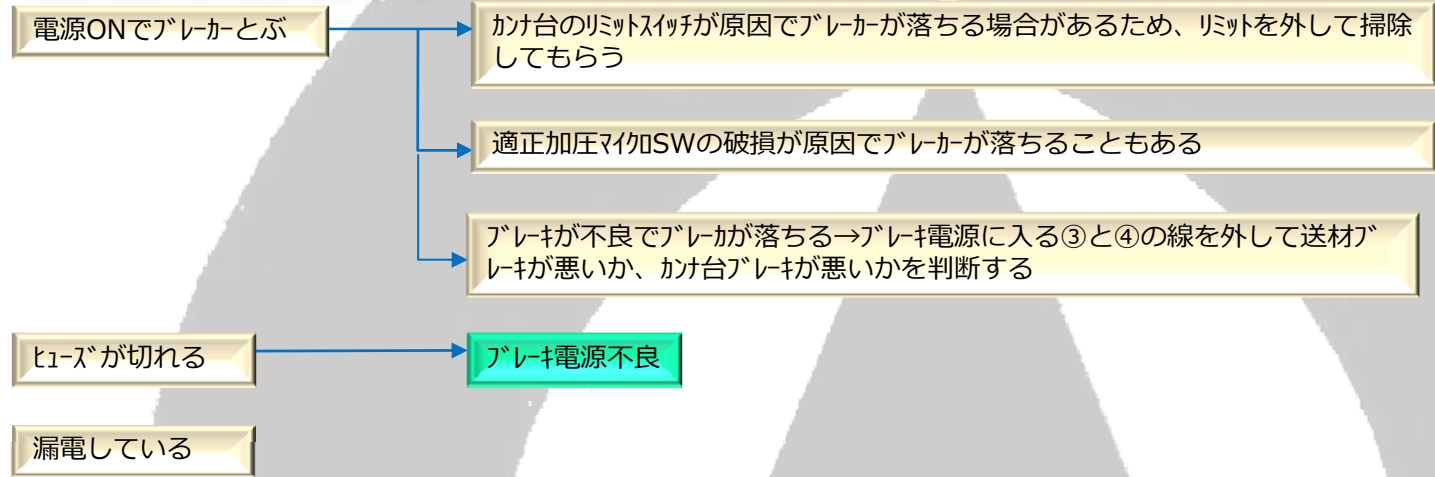 電源ONでﾌﾞﾚｰｶｰとぶ
ｶﾝﾅ台のﾘﾐｯﾄｽｲｯﾁが原因でﾌﾞﾚｰｶｰが落ちる場合があるため、ﾘﾐｯﾄを外して掃除
してもらう
適正加圧ﾏｲｸﾛSWの破損が原因でﾌﾞﾚｰｶｰが落ちることもある
ﾌﾞﾚｰｷが不良でﾌﾞﾚｰｶが落ちる→ﾌﾞﾚｰｷ電源に入る③と④の線を外して送材ﾌﾞ
ﾚｰｷが悪いか、ｶﾝﾅ台ﾌﾞﾚｰｷが悪いかを判断する
ﾋｭｰｽﾞが切れる
ﾌﾞﾚｰｷ電源不良
漏電している